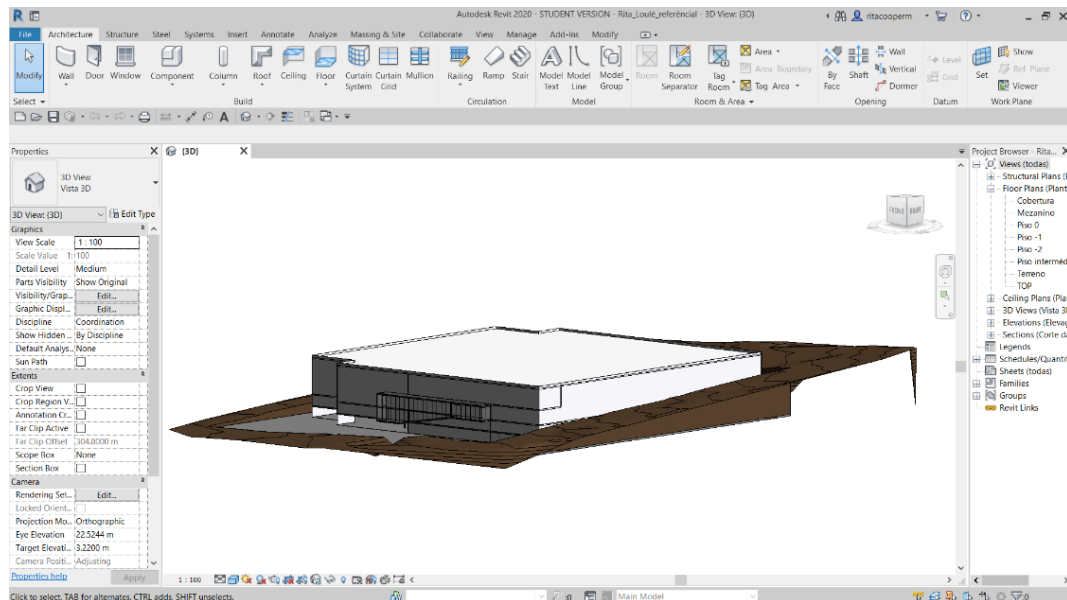 Autodesk Revit 2020 - STUDENT VERSION - Rita_Loulé_referêncial - 3D View: {3D}
ritacooperm
File Architecture Structure Steel Systems Insert Annotate Analyze Massing & Site Collaborate View Manage Add-Ins Modify
Modify Wall Door Window Component Column Roof Ceiling Floor Curtain System Curtain Grid Mullion Railing Ramp Stair Model Text Model Line Model Group Room Room Separator Tag Room By Face Shaft Set
Area
Area Boundary
Tag Area
Wall
Vertical
Dormer
Level
Grid
Show
Ref Plane
Viewer
Select Build Circulation Model Room & Area Opening Datum Work Plane
Properties
3D View
Vista 3D
3D View: {3D} Edit Type
Graphics
View Scale 1 : 100
Scale Value 1: 100
Detail Level Medium
Parts Visibility Show Original
Visibility/Grap... Edit...
Graphic Displ... Edit...
Discipline Coordination
Show Hidden ... By Discipline
Default Analys... None
Sun Path
Extents
Crop View
Crop Region V...
Annotation Cr...
Far Clip Active
Far Clip Offset 304.8000 m
Scope Box None
Section Box
Camera
Rendering Set... Edit...
Locked Orient...
Projection Mo... Orthographic
Eye Elevation 22.5244 m
Target Elevati... 3.2200 m
Camera Positi... Adjusting
Properties help Apply
{3D}
FRONT RIGHT
1 : 100
Project Browser - Rita...
Views (todas)
Structural Plans (
Floor Plans (Plant
Cobertura
Mezanino
Piso 0
Piso -1
Piso -2
Piso interméd
Terreno
TOP
Ceiling Plans (Pla
3D Views (Vista 3
Elevations (Elevaç
Sections (Corte da
Legends
Schedules/Quantit
Sheets (todas)
Families
Groups
Revit Links
Click to select, TAB for alternates, CTRL adds, SHIFT unselects.
:0 Main Model :0